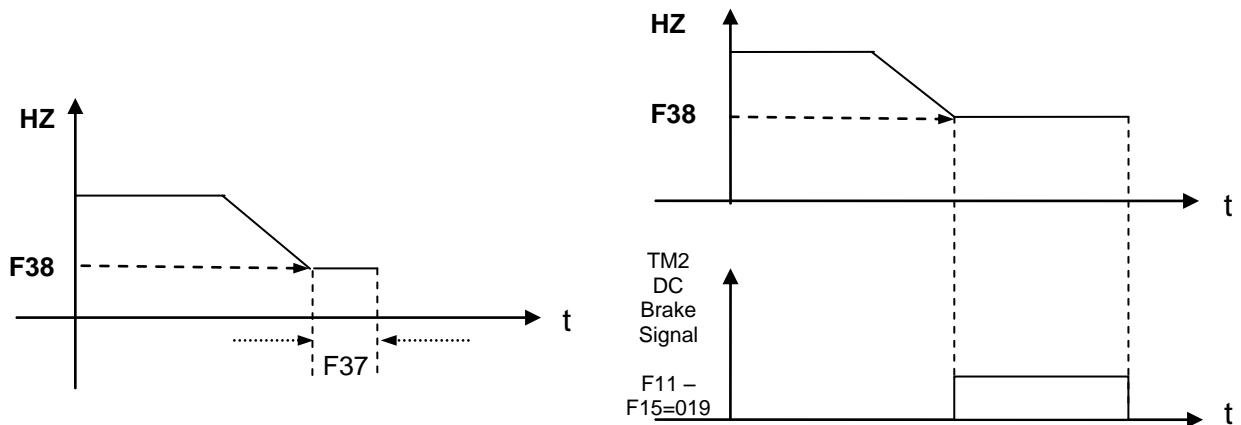 HZ
F38
t
F37
HZ
F38
t
TM2
DC
Brake
Signal
F11 –
F15=019
t